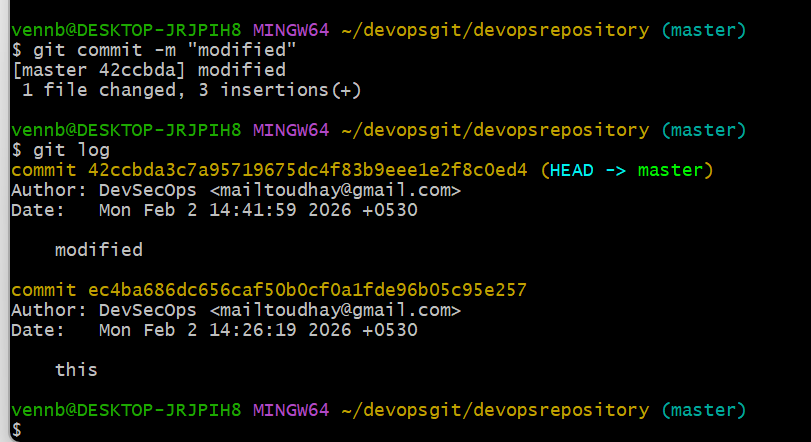 vennb@DESKTOP-JRJPIH8 MINGW64 ~/devopsgit/devopsrepository (master)
$ git commit -m "modified"
[master 42ccbda] modified
 1 file changed, 3 insertions(+)

vennb@DESKTOP-JRJPIH8 MINGW64 ~/devopsgit/devopsrepository (master)
$ git log
commit 42ccbda3c7a95719675dc4f83b9eee1e2f8c0ed4 (HEAD -> master)
Author: DevSecOps <mailtoudhay@gmail.com>
Date:   Mon Feb 2 14:41:59 2026 +0530

    modified

commit ec4ba686dc656caf50b0cf0a1fde96b05c95e257
Author: DevSecOps <mailtoudhay@gmail.com>
Date:   Mon Feb 2 14:26:19 2026 +0530

    this

vennb@DESKTOP-JRJPIH8 MINGW64 ~/devopsgit/devopsrepository (master)
$